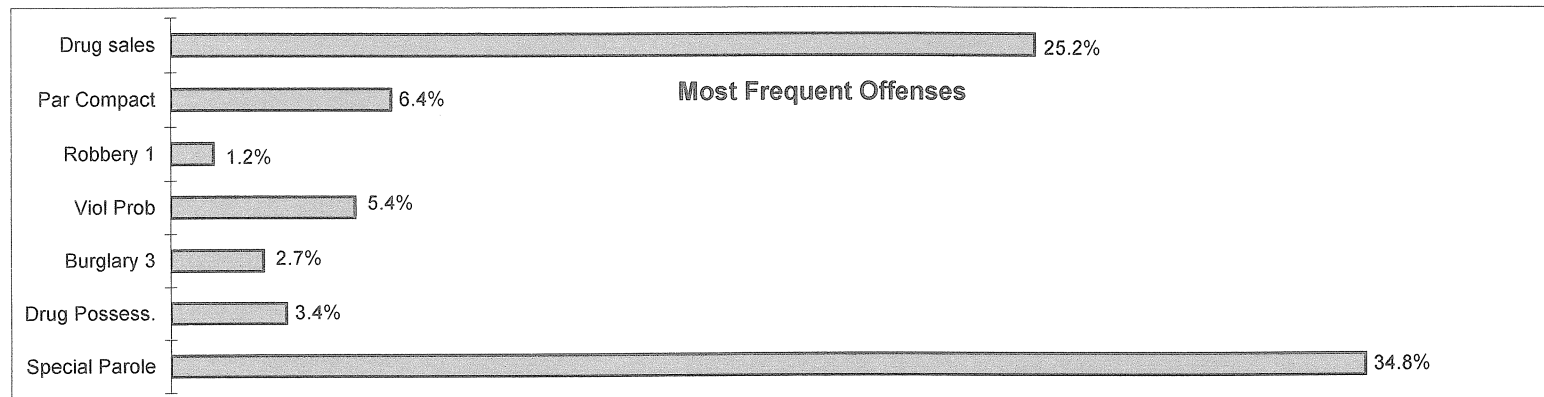 Drug sales 25.2%
Most Frequent Offenses
Par Compact 6.4%
Robbery 1 1.2%
Viol Prob 5.4%
Burglary 3 2.7%
Drug Possess. 3.4%
Special Parole 34.8%